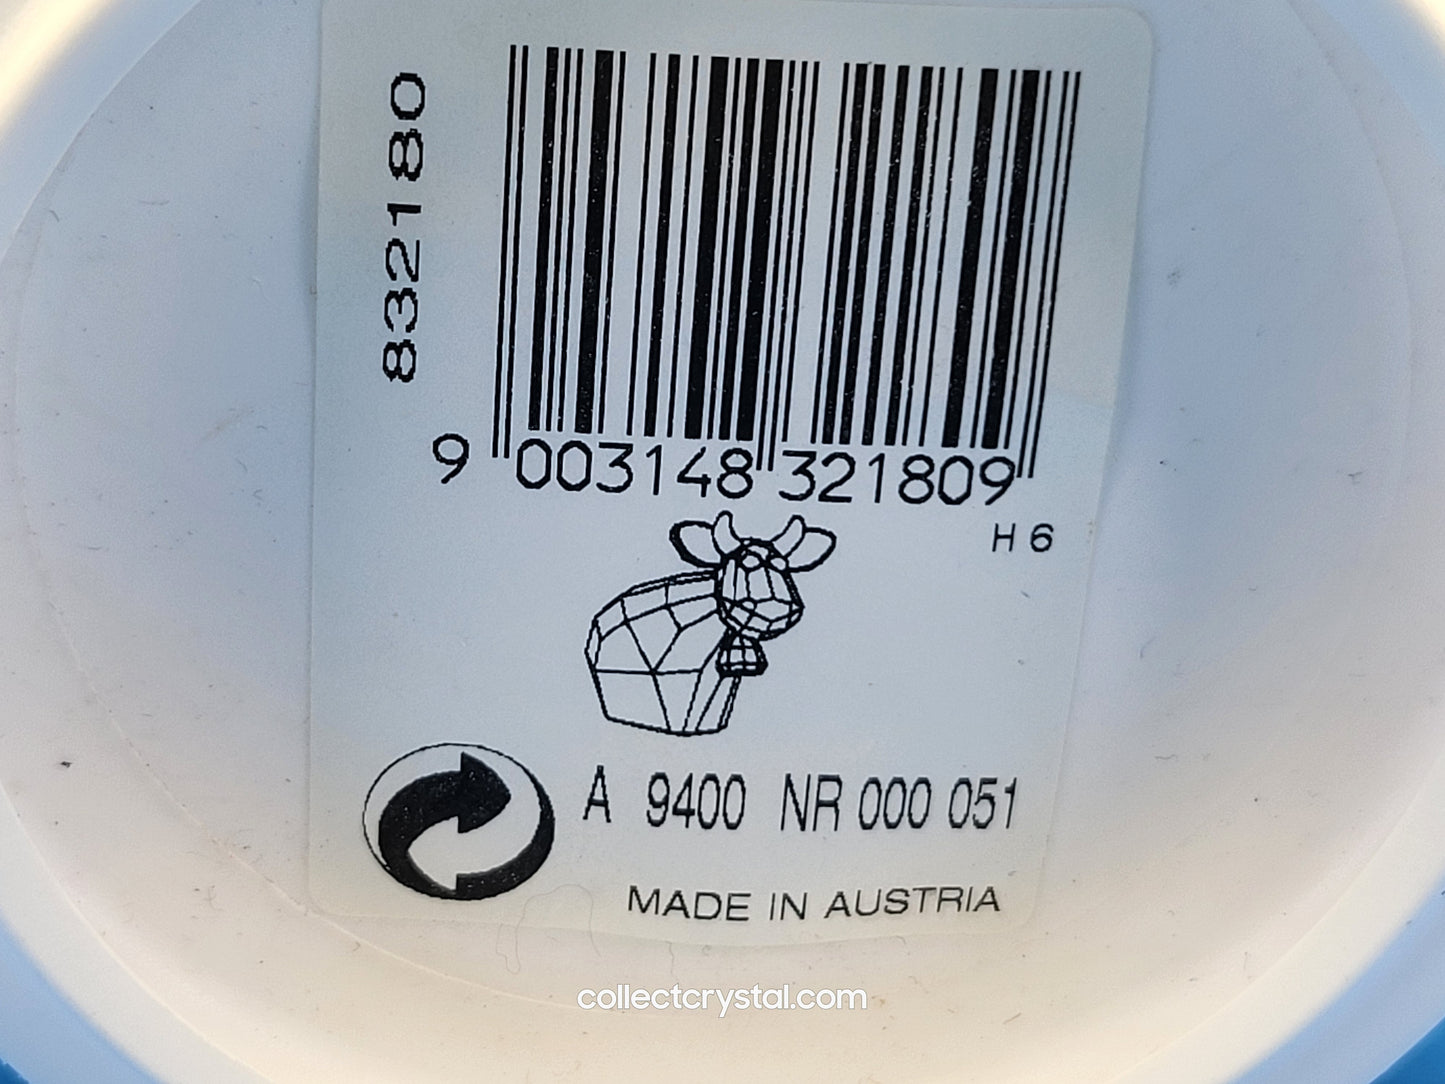 832180
9 003148 321809
H 6
A 9400 NR 000 051
MADE IN AUSTRIA
collectcrystal.com